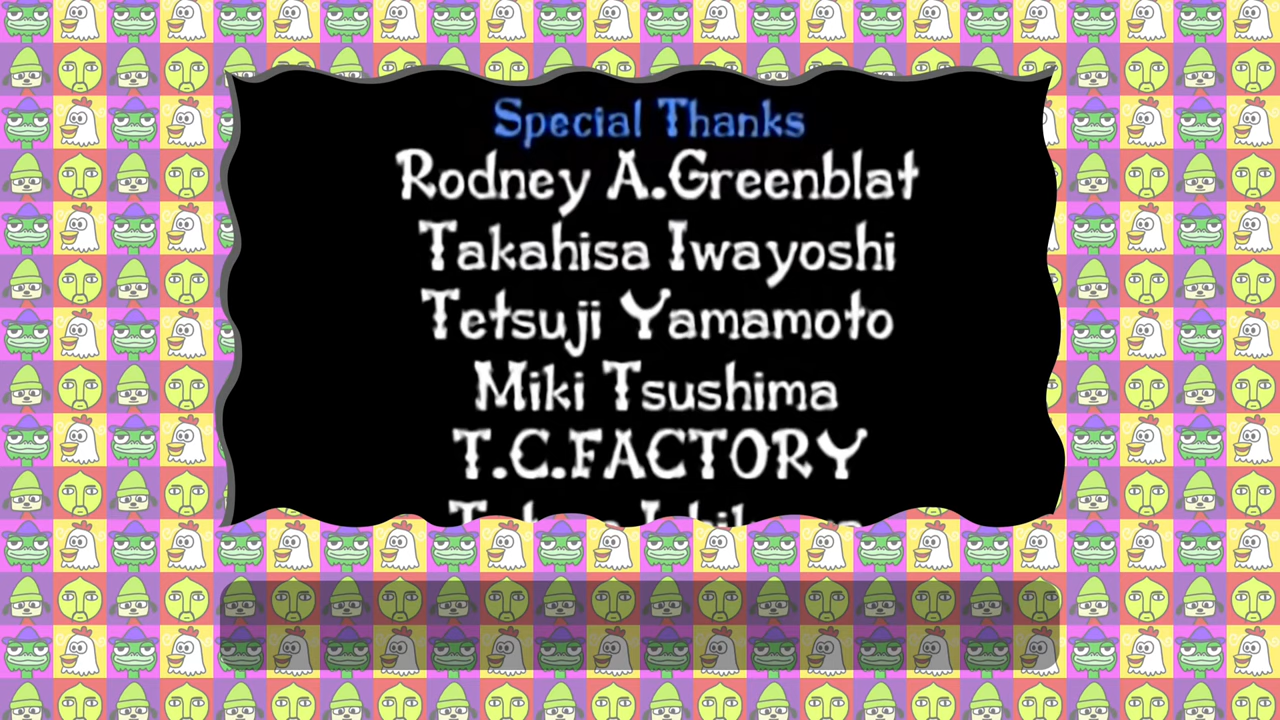 Special Thanks
Rodney A.Greenblat
Takahisa Iwayoshi
Tetsuji Yamamoto
Miki Tsushima
T.C.FACTORY